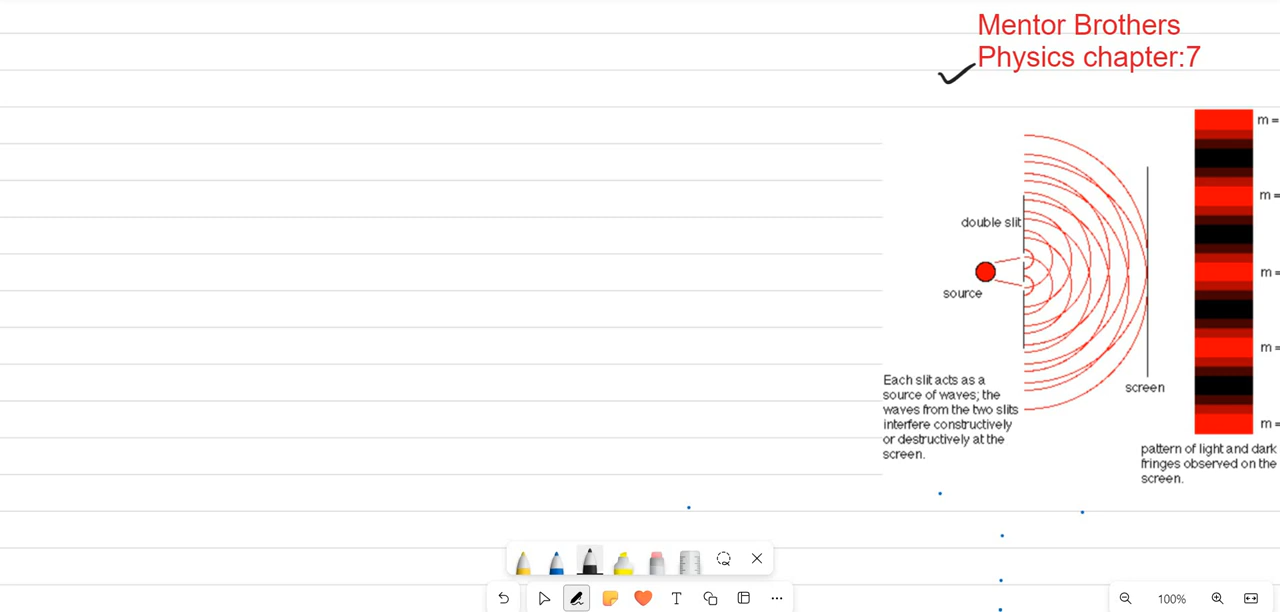 Mentor Brothers
Physics chapter:7
m =
m =
double slit
m =
source
m =
Each slit acts as a
source of waves; the
waves from the two slits
interfere constructively
or destructively at the
screen.
screen
m =
pattern of light and dark
fringes observed on the
screen.
T
100%